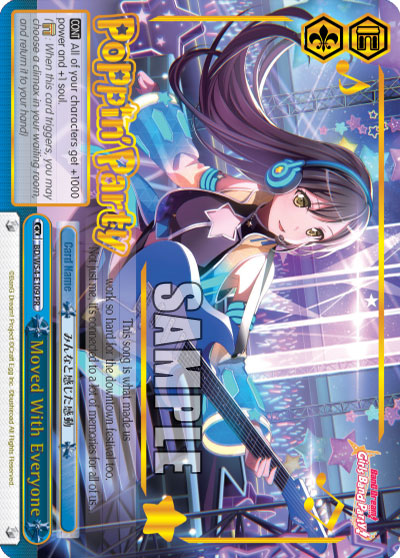 Poppin'Party
CONT All of your characters get +1000
power and +1 soul.
( : When this card triggers, you may
choose a climax in your waiting room,
and return it to your hand)
BanG Dream!
Girls Band Party!
SAMPLE
This song is what made us
work so hard for the downtown festival too.
Not just me. It's connected to a lot of memories for all of us.
Card Name
みんなと感じた感動
CX
Moved With Everyone
©BanG Dream! Project ©Craft Egg Inc. ©bushiroad All Rights Reserved.